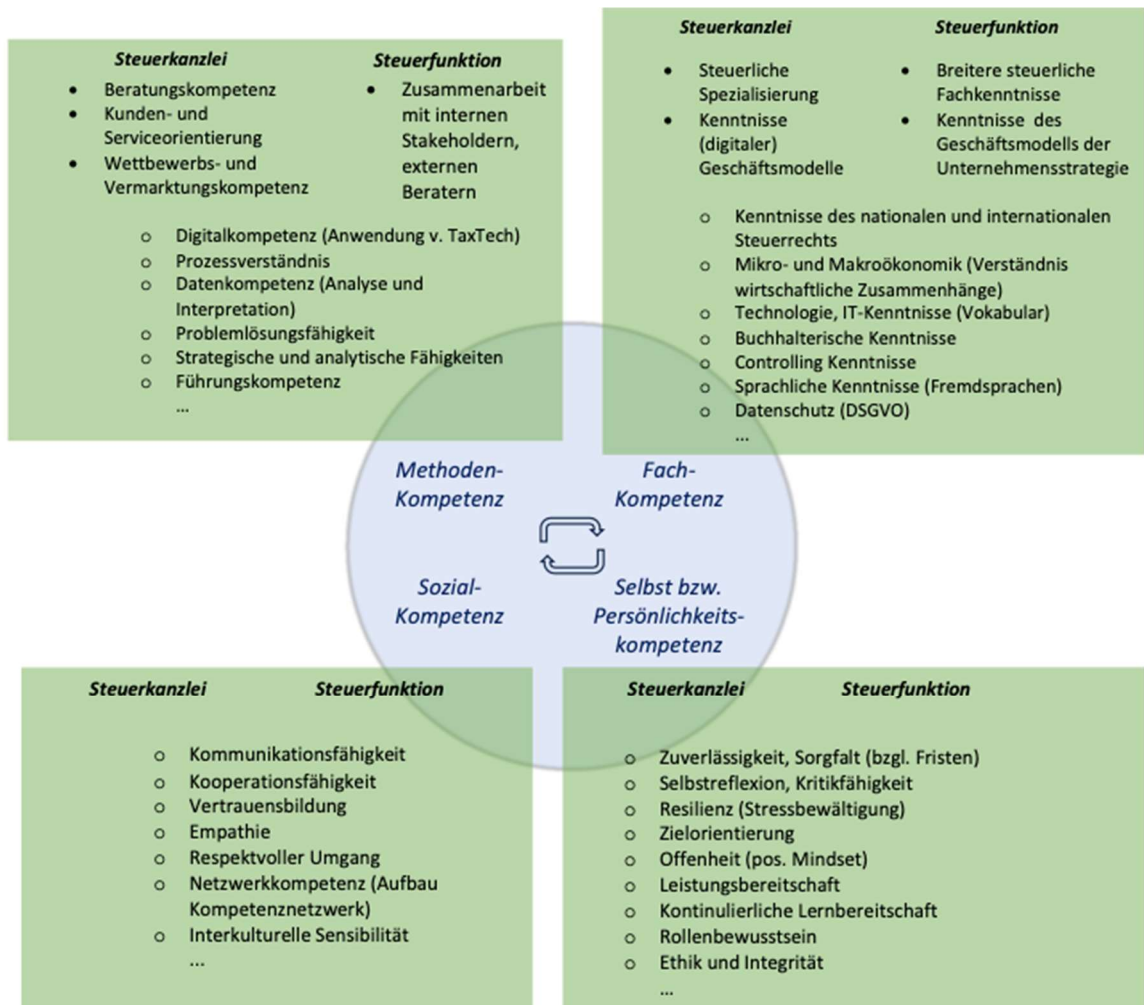 Steuerkanzlei Steuerfunktion
• Beratungskompetenz
• Kunden- und
Serviceorientierung
• Wettbewerbs- und
Vermarktungskompetenz
• Zusammenarbeit
mit internen
Stakeholdern,
externen
Beratern
o Digitalkompetenz (Anwendung v. TaxTech)
o Prozessverständnis
o Datenkompetenz (Analyse und
Interpretation)
o Problemlösungsfähigkeit
o Strategische und analytische Fähigkeiten
o Führungskompetenz
...
Steuerkanzlei Steuerfunktion
• Steuerliche
Spezialisierung
• Kenntnisse
(digitaler)
Geschäftsmodelle
• Breitere steuerliche
Fachkenntnisse
• Kenntnisse des
Geschäftsmodells der
Unternehmensstrategie
o Kenntnisse des nationalen und internationalen
Steuerrechts
o Mikro- und Makroökonomik (Verständnis
wirtschaftliche Zusammenhänge)
o Technologie, IT-Kenntnisse (Vokabular)
o Buchhalterische Kenntnisse
o Controlling Kenntnisse
o Sprachliche Kenntnisse (Fremdsprachen)
o Datenschutz (DSGVO)
...
Methoden-
Kompetenz
Fach-
Kompetenz
Sozial-
Kompetenz
Selbst bzw.
Persönlichkeits-
kompetenz
Steuerkanzlei Steuerfunktion
o Kommunikationsfähigkeit
o Kooperationsfähigkeit
o Vertrauensbildung
o Empathie
o Respektvoller Umgang
o Netzwerkkompetenz (Aufbau
Kompetenznetzwerk)
o Interkulturelle Sensibilität
...
Steuerkanzlei Steuerfunktion
o Zuverlässigkeit, Sorgfalt (bzgl. Fristen)
o Selbstreflexion, Kritikfähigkeit
o Resilienz (Stressbewältigung)
o Zielorientierung
o Offenheit (pos. Mindset)
o Leistungsbereitschaft
o Kontinulierliche Lernbereitschaft
o Rollenbewusstsein
o Ethik und Integrität
...